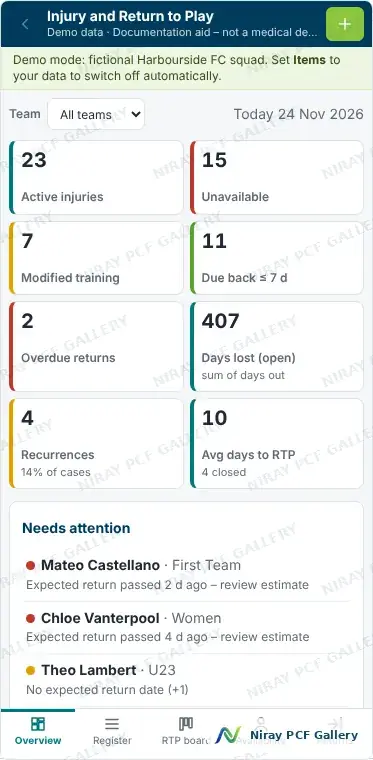 Injury and Return to Play
Demo data · Documentation aid – not a medical de...
Demo mode: fictional Harbourside FC squad. Set Items to
your data to switch off automatically.
Team
All teams
Today 24 Nov 2026
23
Active injuries
15
Unavailable
7
Modified training
11
Due back ≤ 7 d
2
Overdue returns
407
Days lost (open)
sum of days out
4
Recurrences
14% of cases
10
Avg days to RTP
4 closed
Needs attention
Mateo Castellano · First Team
Expected return passed 2 d ago – review estimate
Chloe Vanterpool · Women
Expected return passed 4 d ago – review estimate
Theo Lambert · U23
No expected return date (+1)
Overview
Register
RTP board
Niray PCF Gallery
NIRAY PCF GALLERY